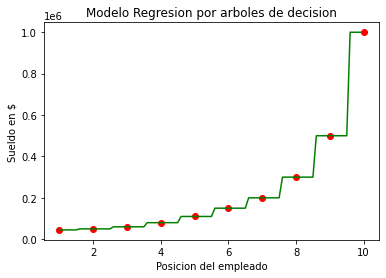 Modelo Regresion por arboles de decision
1e6
1.0
0.8
0.6
0.4
0.2
0.0
Sueldo en $
2
4
6
8
10
Posicion del empleado